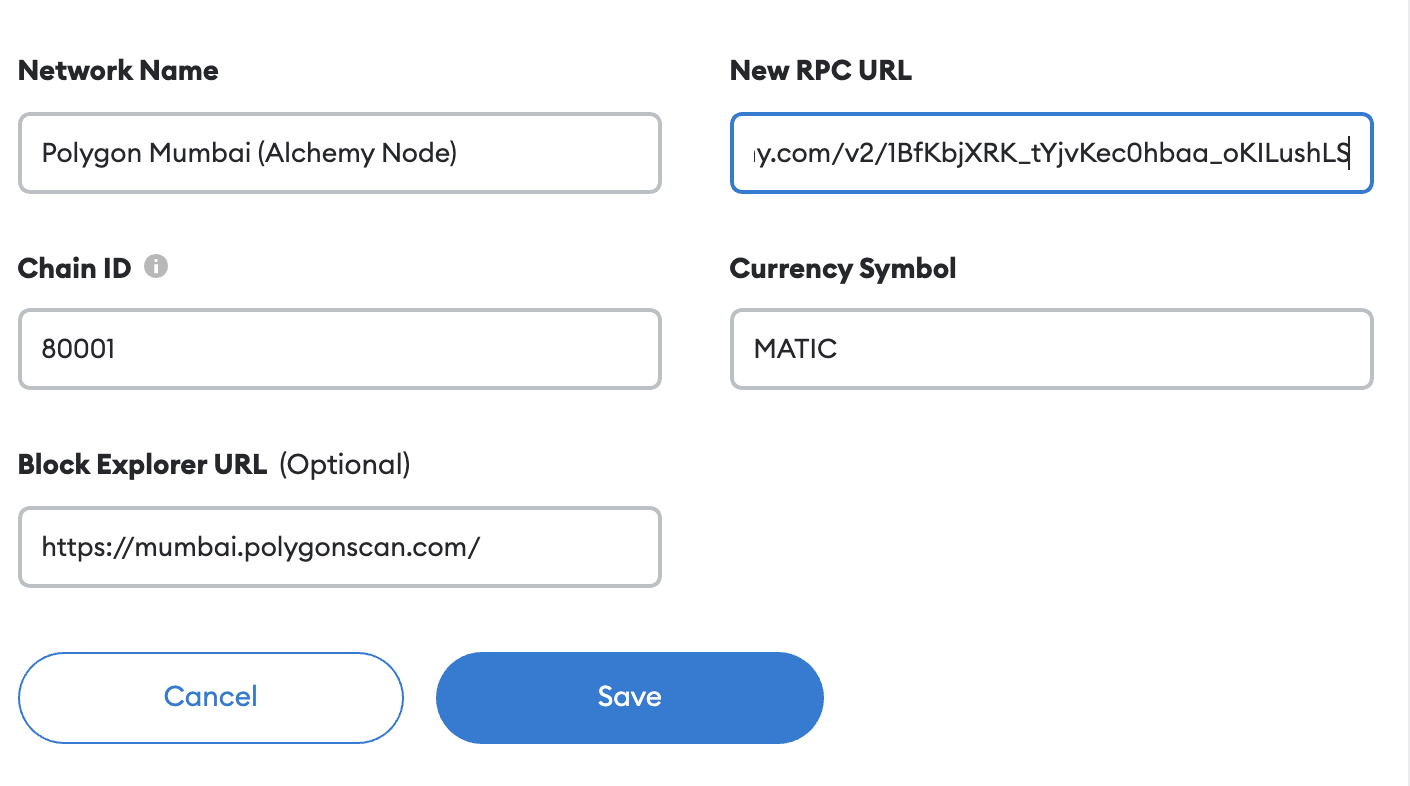 Network Name
New RPC URL
Polygon Mumbai (Alchemy Node)
y.com/v2/1BfKbjXRK_tYjvKec0hbaa_oKILushLS
Chain ID
Currency Symbol
80001
MATIC
Block Explorer URL (Optional)
https://mumbai.polygonscan.com/
Cancel
Save